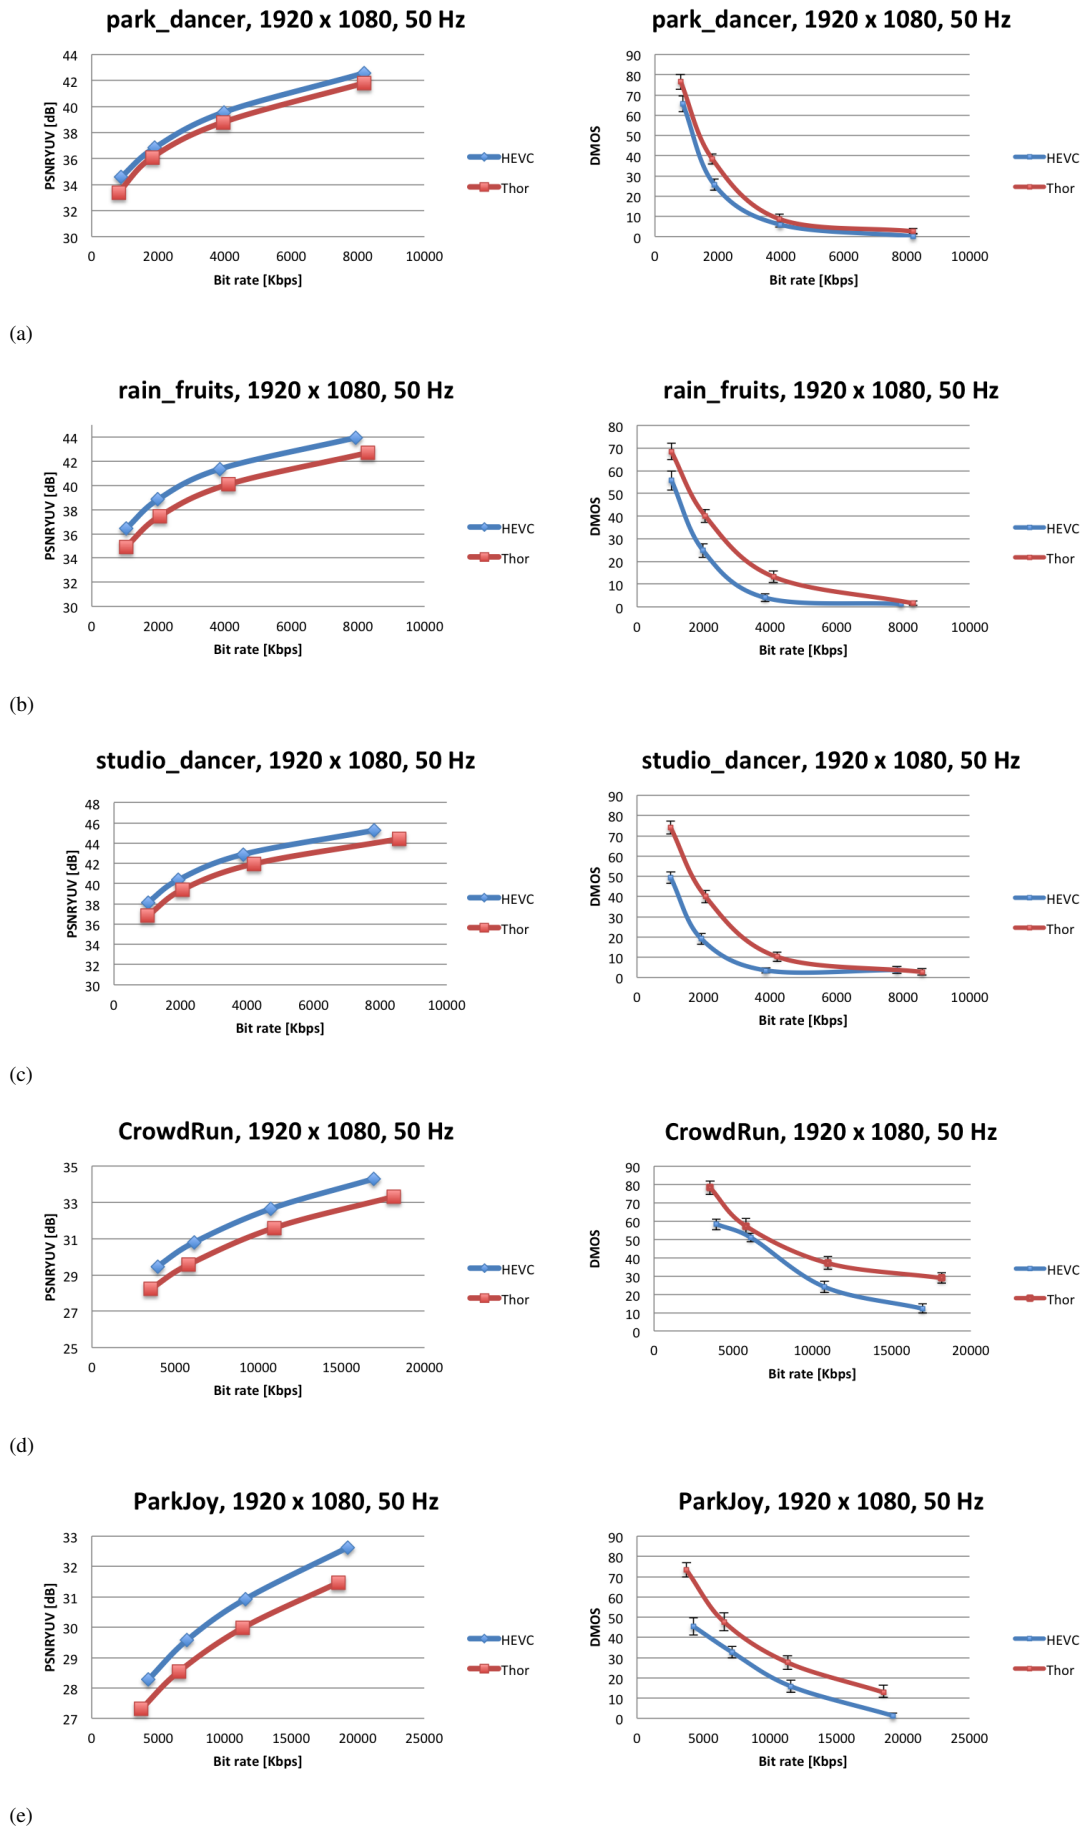 park_dancer, 1920 x 1080, 50 Hz
44
42
40
38
36
34
32
30
PSNRYUV [dB]
0 2000 4000 6000 8000 10000
Bit rate [Kbps]
HEVC
Thor
park_dancer, 1920 x 1080, 50 Hz
90
80
70
60
50
40
30
20
10
0
DMOS
0 2000 4000 6000 8000 10000
Bit rate [Kbps]
HEVC
Thor
(a)
rain_fruits, 1920 x 1080, 50 Hz
44
42
40
38
36
34
32
30
PSNRYUV [dB]
0 2000 4000 6000 8000 10000
Bit rate [Kbps]
HEVC
Thor
rain_fruits, 1920 x 1080, 50 Hz
80
70
60
50
40
30
20
10
0
DMOS
0 2000 4000 6000 8000 10000
Bit rate [Kbps]
HEVC
Thor
(b)
studio_dancer, 1920 x 1080, 50 Hz
48
46
44
42
40
38
36
34
32
30
PSNRYUV [dB]
0 2000 4000 6000 8000 10000
Bit rate [Kbps]
HEVC
Thor
studio_dancer, 1920 x 1080, 50 Hz
90
80
70
60
50
40
30
20
10
0
DMOS
0 2000 4000 6000 8000 10000
Bit rate [Kbps]
HEVC
Thor
(c)
CrowdRun, 1920 x 1080, 50 Hz
35
33
31
29
27
25
PSNRYUV [dB]
0 5000 10000 15000 20000
Bit rate [Kbps]
HEVC
Thor
CrowdRun, 1920 x 1080, 50 Hz
90
80
70
60
50
40
30
20
10
0
DMOS
0 5000 10000 15000 20000
Bit rate [Kbps]
HEVC
Thor
(d)
ParkJoy, 1920 x 1080, 50 Hz
33
32
31
30
29
28
27
PSNRYUV [dB]
0 5000 10000 15000 20000 25000
Bit rate [Kbps]
HEVC
Thor
ParkJoy, 1920 x 1080, 50 Hz
90
80
70
60
50
40
30
20
10
0
DMOS
0 5000 10000 15000 20000 25000
Bit rate [Kbps]
HEVC
Thor
(e)